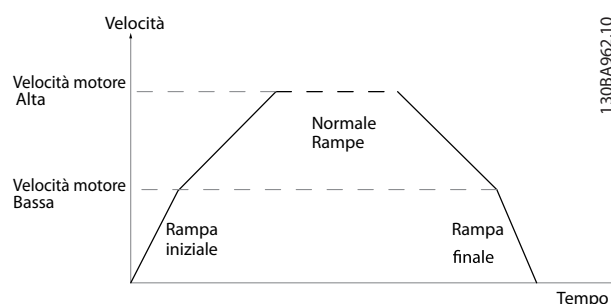 Velocità
130BA962.10
Velocità motore
Alta
Normale
Rampe
Velocità motore
Bassa
Rampa
iniziale
Rampa
finale
Tempo